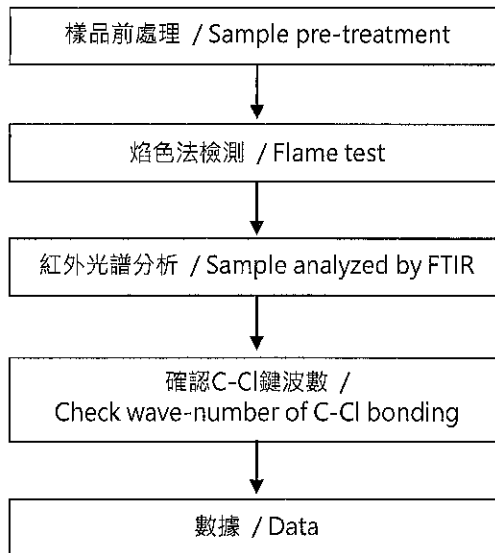 樣品前處理 / Sample pre-treatment
焰色法檢測 / Flame test
紅外光譜分析 / Sample analyzed by FTIR
確認C-Cl鍵波數 /
Check wave-number of C-Cl bonding
數據 / Data